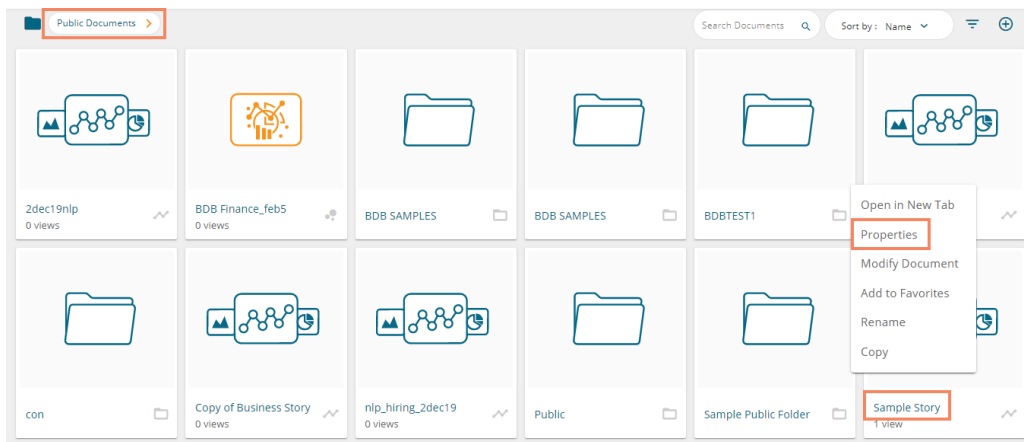 Public Documents
Search Documents
Sort by : Name
2dec19nlp
0 views
BDB Finance_feb5
0 views
BDB SAMPLES
BDB SAMPLES
BDBTEST1
Open in New Tab
Properties
Modify Document
Add to Favorites
Rename
Copy
con
Copy of Business Story
0 views
nlp_hiring_2dec19
0 views
Public
Sample Public Folder
Sample Story
1 view